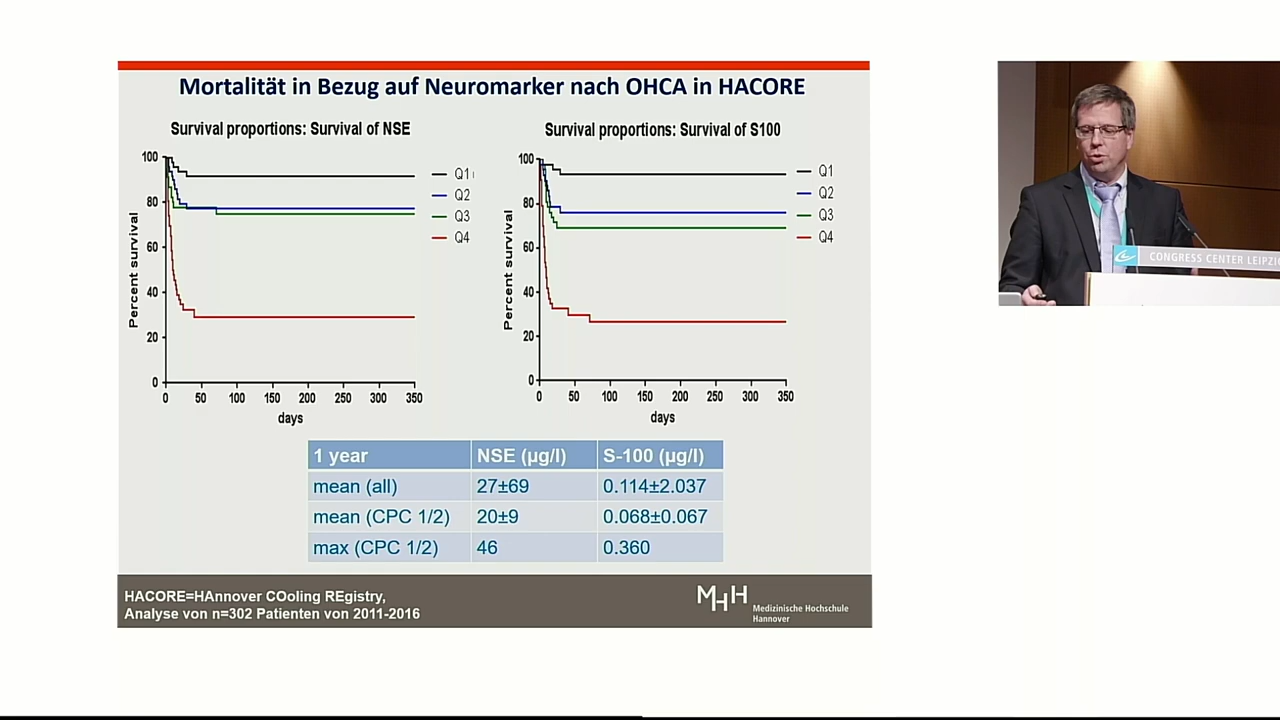 Mortalität in Bezug auf Neuromarker nach OHCA in HACORE
Survival proportions: Survival of NSE
Percent survival
100
80
60
40
20
0
0 50 100 150 200 250 300 350
days
Q1
Q2
Q3
Q4
Survival proportions: Survival of S100
Percent survival
100
80
60
40
20
0
0 50 100 150 200 250 300 350
days
Q1
Q2
Q3
Q4
1 year NSE (µg/l) S-100 (µg/l)
mean (all) 27±69 0.114±2.037
mean (CPC 1/2) 20±9 0.068±0.067
max (CPC 1/2) 46 0.360
HACORE=HAnnover COoling REgistry,
Analyse von n=302 Patienten von 2011-2016
MHH
Medizinische Hochschule
Hannover
CONGRESS CENTER LEIPZIG